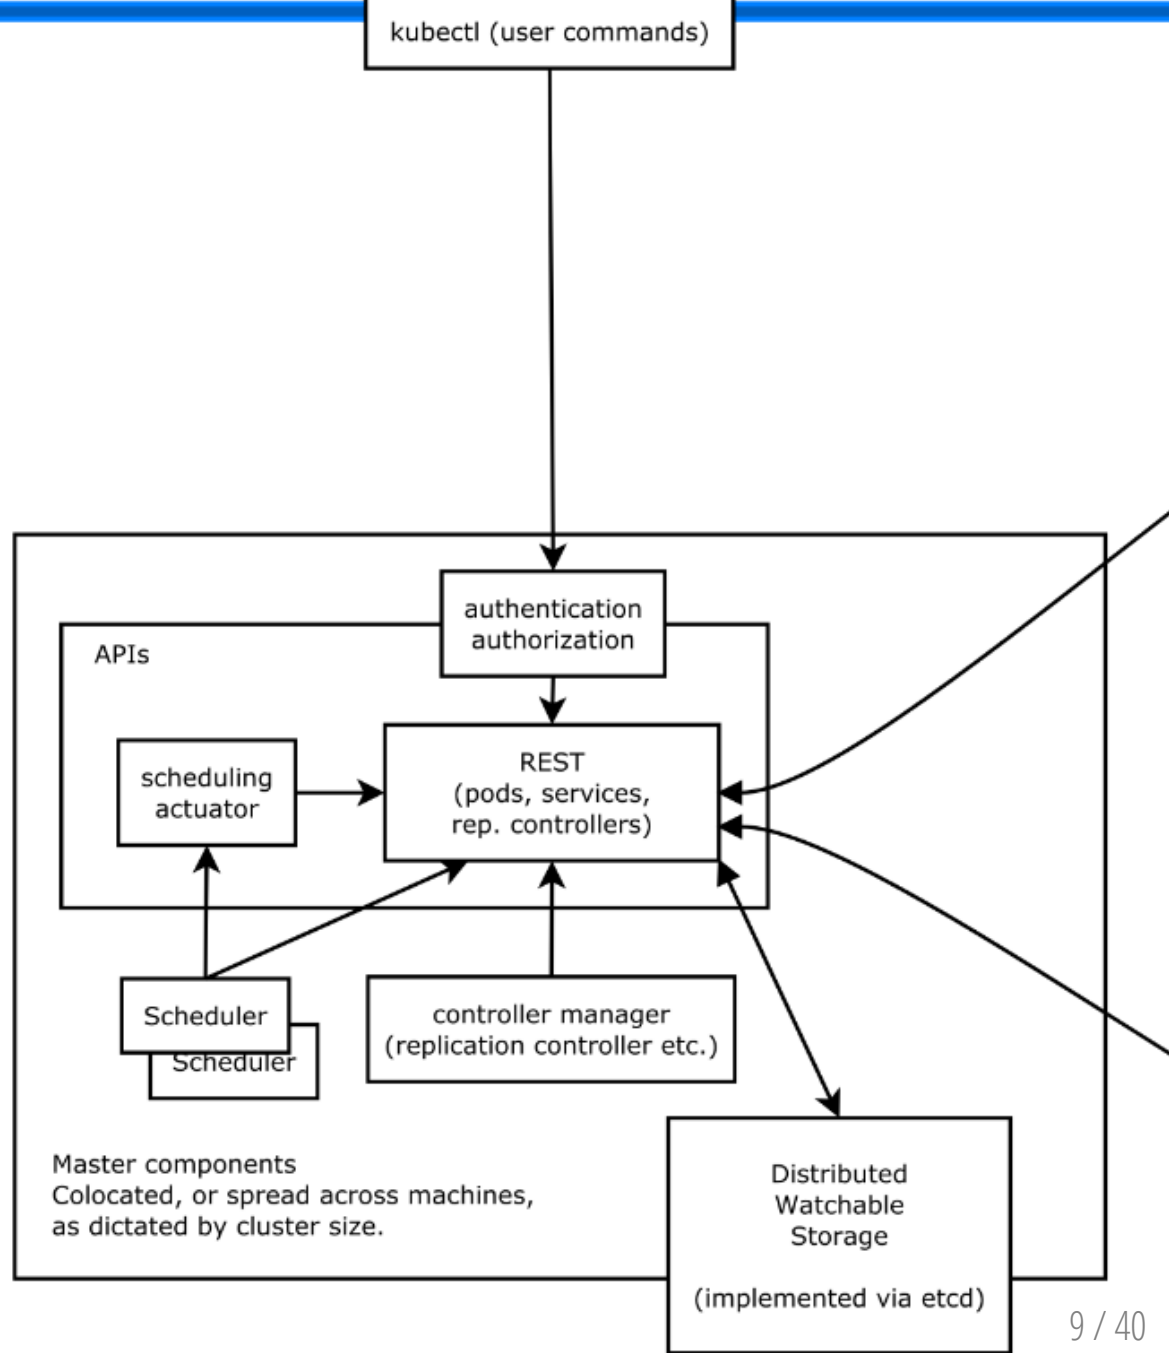 kubectl (user commands)
authentication
authorization
APIs
REST
(pods, services,
rep. controllers)
scheduling
actuator
Scheduler
Scheduler
controller manager
(replication controller etc.)
Master components
Colocated, or spread across machines,
as dictated by cluster size.
Distributed
Watchable
Storage
(implemented via etcd)
9 / 40